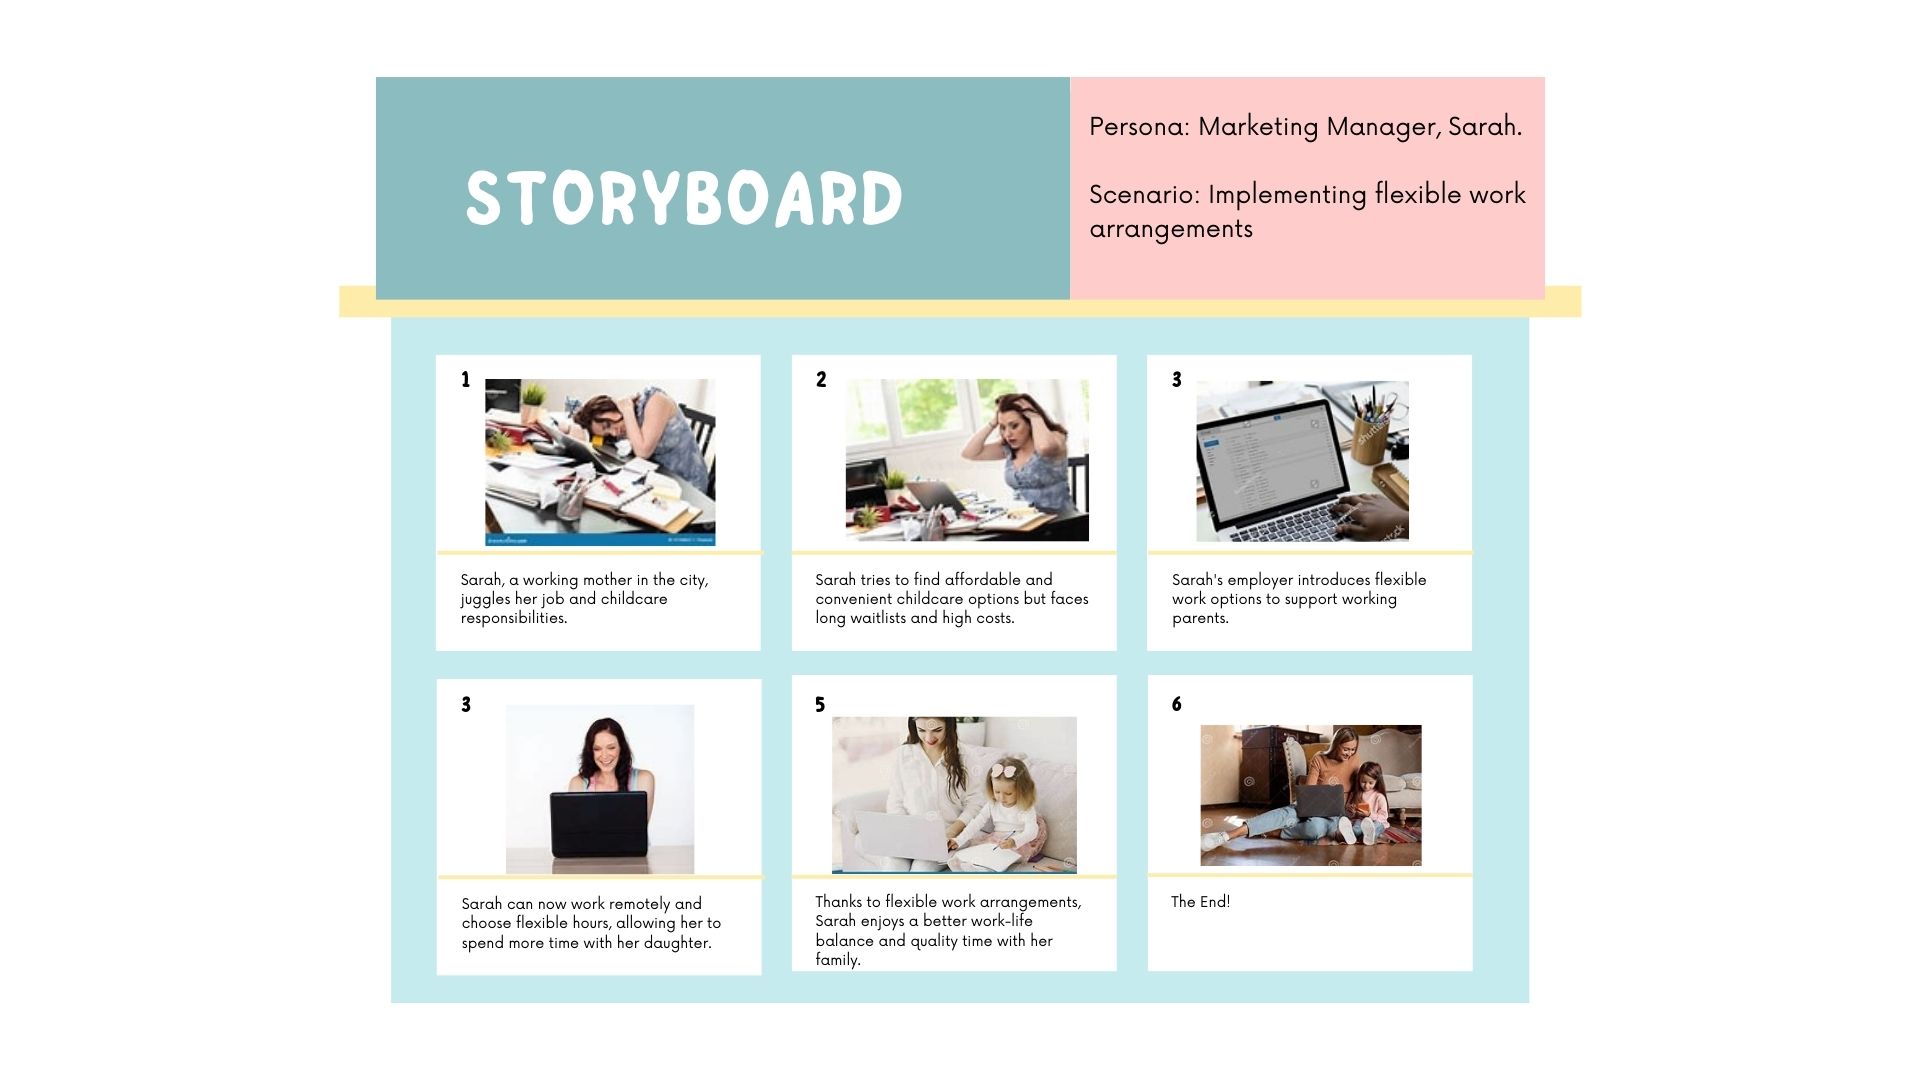 STORYBOARD
Persona: Marketing Manager, Sarah.
Scenario: Implementing flexible work
arrangements
1
Sarah, a working mother in the city,
juggles her job and childcare
responsibilities.
2
Sarah tries to find affordable and
convenient childcare options but faces
long waitlists and high costs.
3
Sarah's employer introduces flexible
work options to support working
parents.
3
Sarah can now work remotely and
choose flexible hours, allowing her to
spend more time with her daughter.
5
Thanks to flexible work arrangements,
Sarah enjoys a better work-life
balance and quality time with her
family.
6
The End!